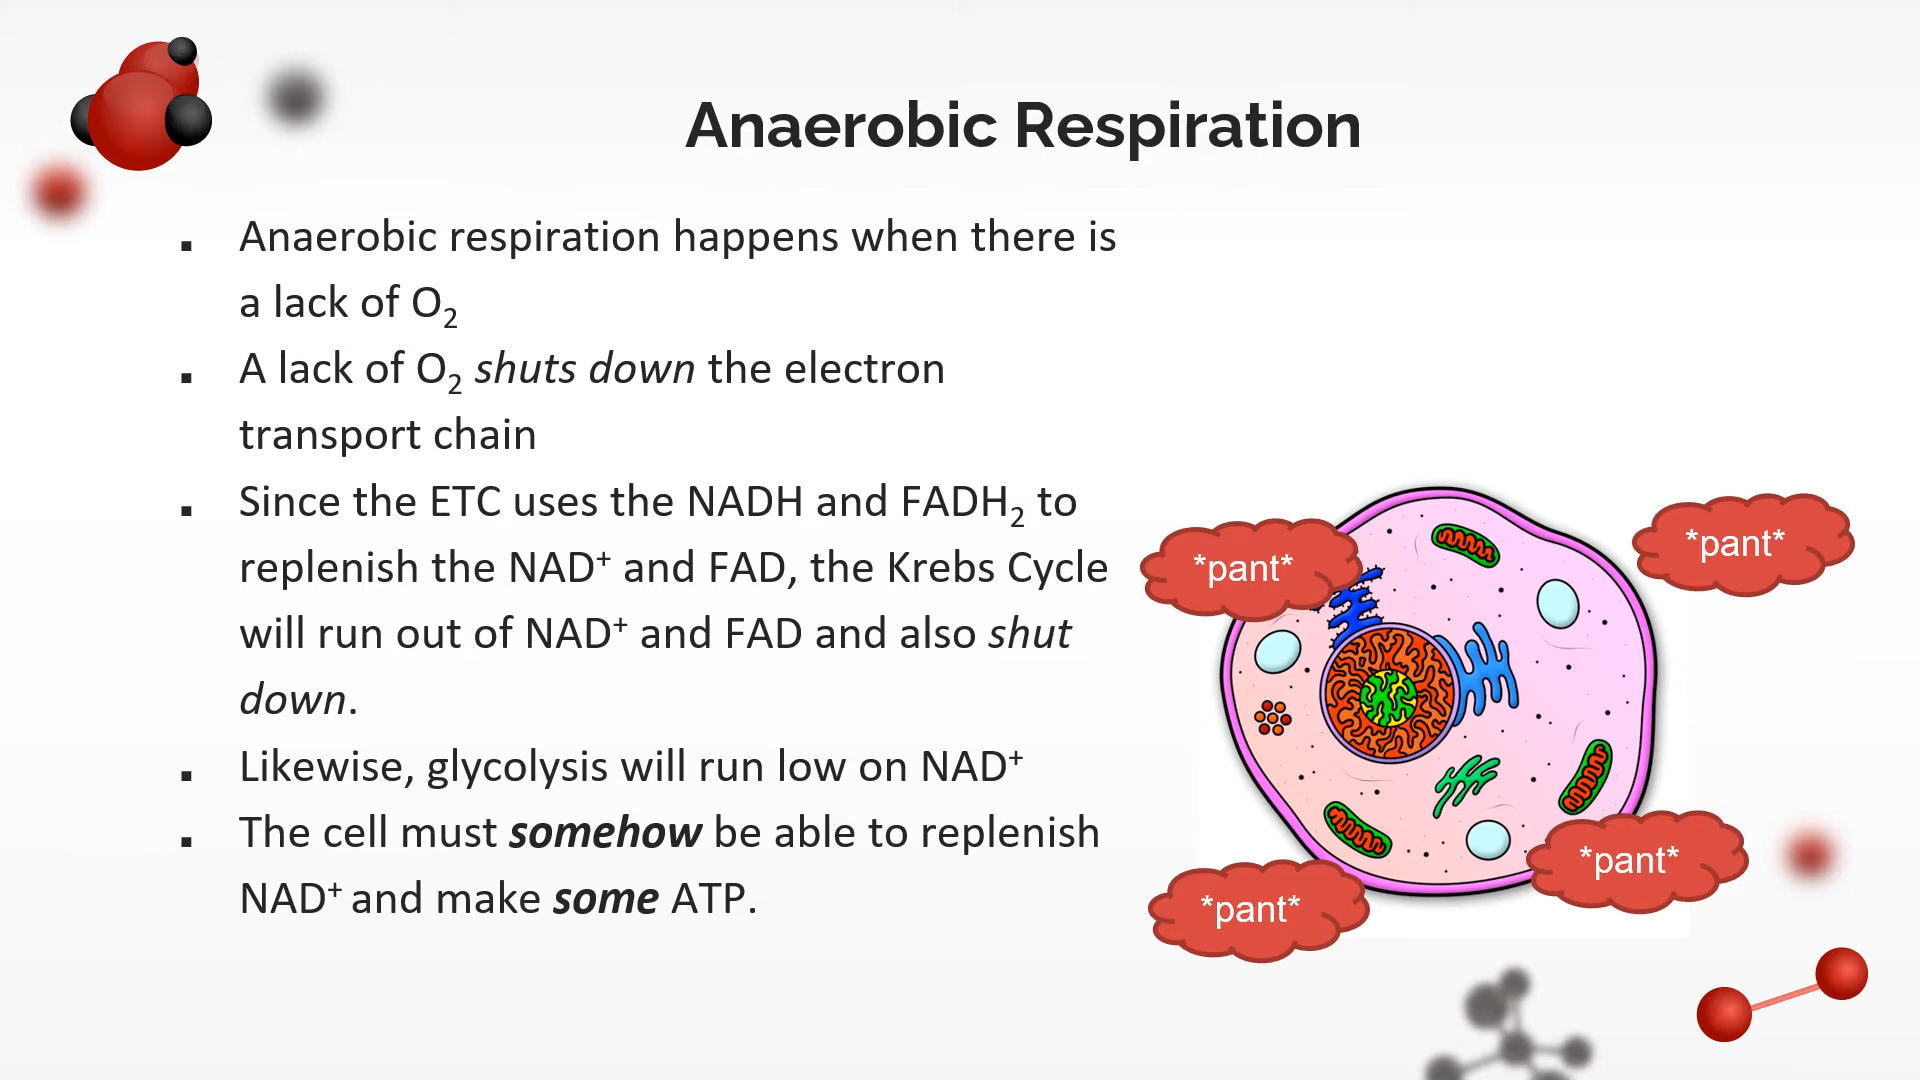 Anaerobic Respiration
▪ Anaerobic respiration happens when there is
a lack of O₂
▪ A lack of O₂ shuts down the electron
transport chain
▪ Since the ETC uses the NADH and FADH₂ to
replenish the NAD⁺ and FAD, the Krebs Cycle
will run out of NAD⁺ and FAD and also shut
down.
▪ Likewise, glycolysis will run low on NAD⁺
▪ The cell must somehow be able to replenish
NAD⁺ and make some ATP.
*pant*
*pant*
*pant*
*pant*